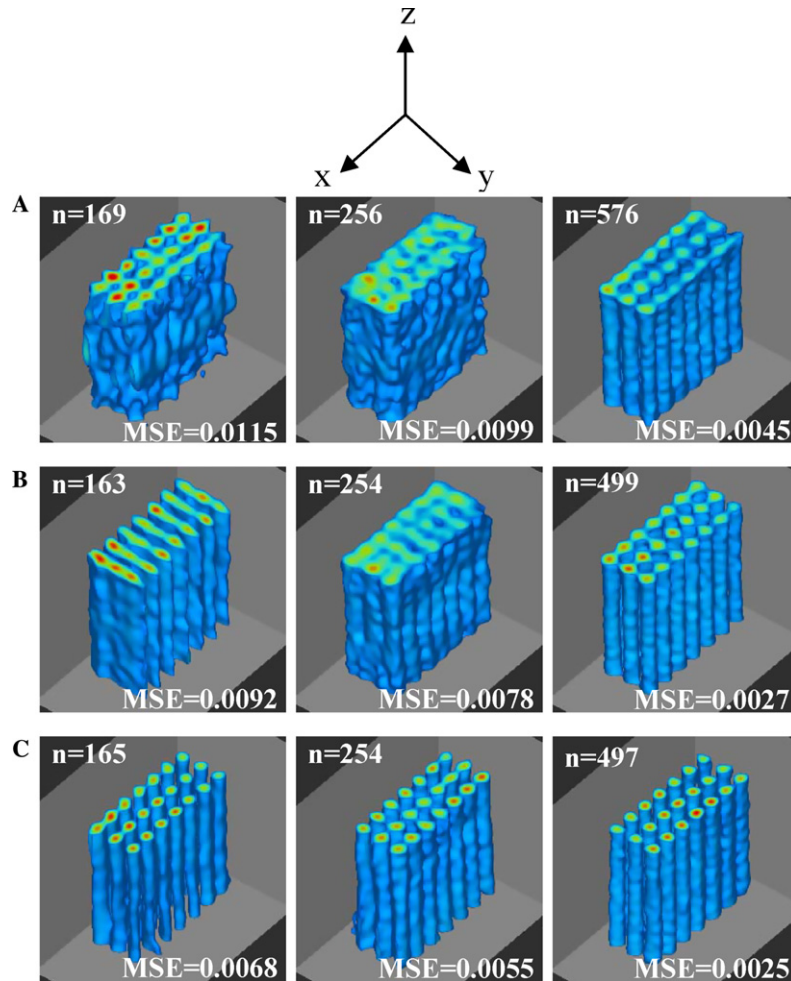 z
x y
A n=169 n=256 n=576
MSE=0.0115 MSE=0.0099 MSE=0.0045
B n=163 n=254 n=499
MSE=0.0092 MSE=0.0078 MSE=0.0027
C n=165 n=254 n=497
MSE=0.0068 MSE=0.0055 MSE=0.0025